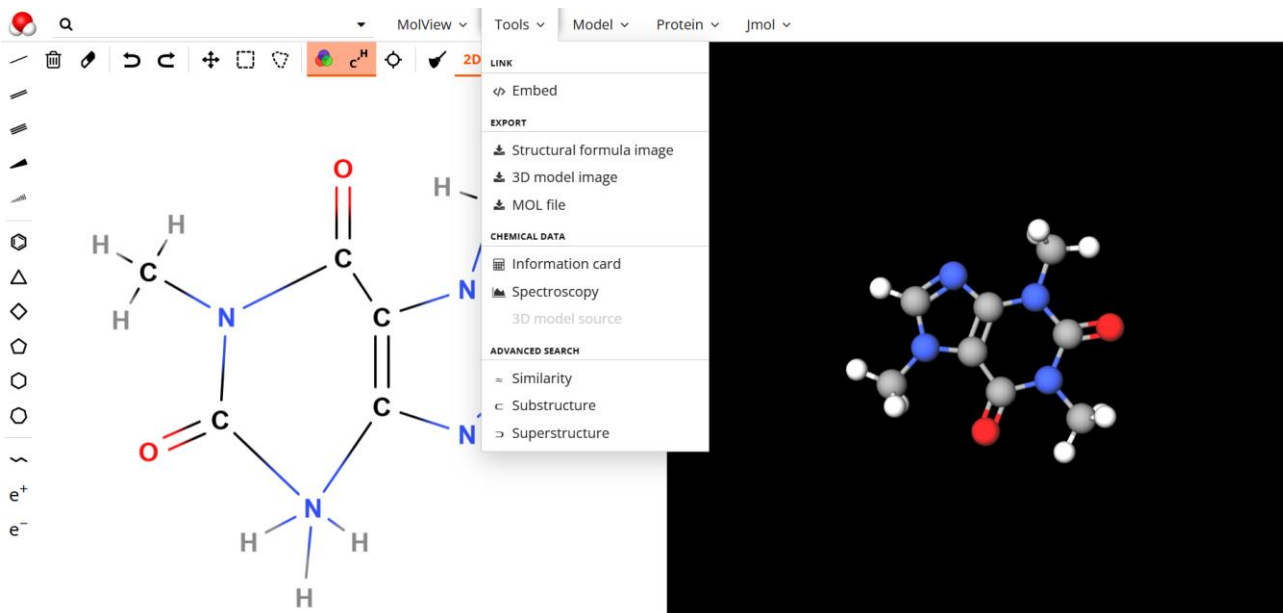 MolView Tools Model Protein Jmol
C H 2D
LINK
</> Embed
EXPORT
Structural formula image
3D model image
MOL file
CHEMICAL DATA
Information card
Spectroscopy
3D model source
ADVANCED SEARCH
≈ Similarity
⊂ Substructure
⊃ Superstructure
O
H
H
H
C
C
H
N
N
C
C
C
O
N
N
H
H
H
e⁺
e⁻